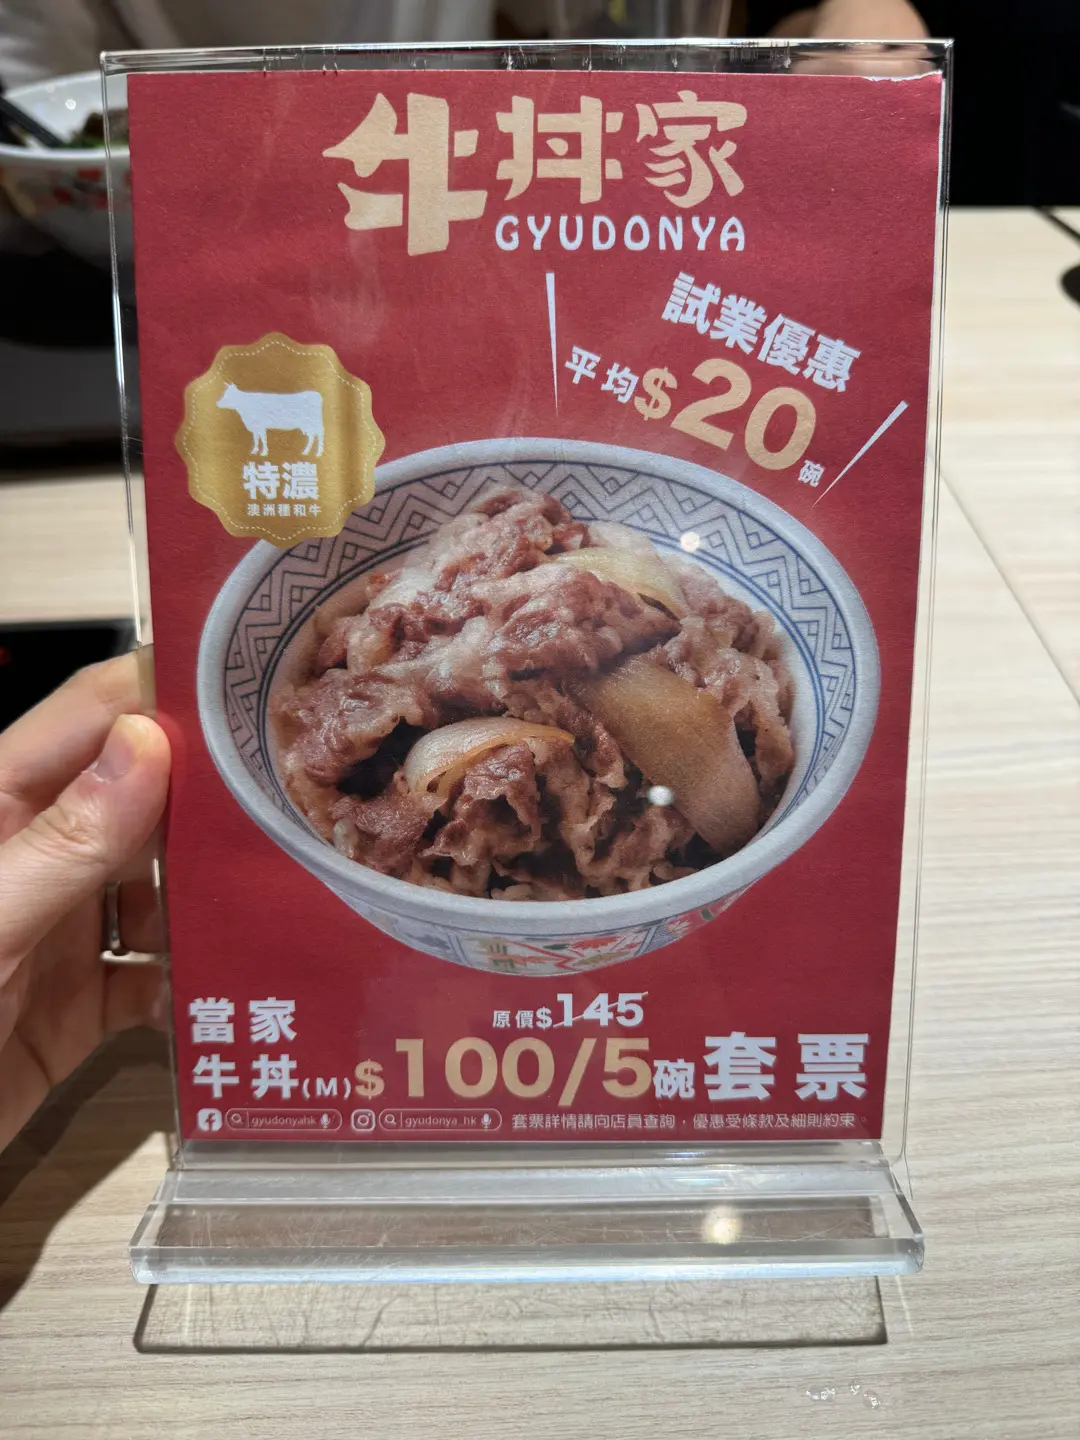 牛丼家
GYUDONYA
試業優惠
平均$20碗
特濃
澳洲種和牛
原價$145
當家
牛丼(M)$100/5碗套票
gyudonyahk gyudonya_hk 套票詳情請向店員查詢，優惠受條款及細則約束。